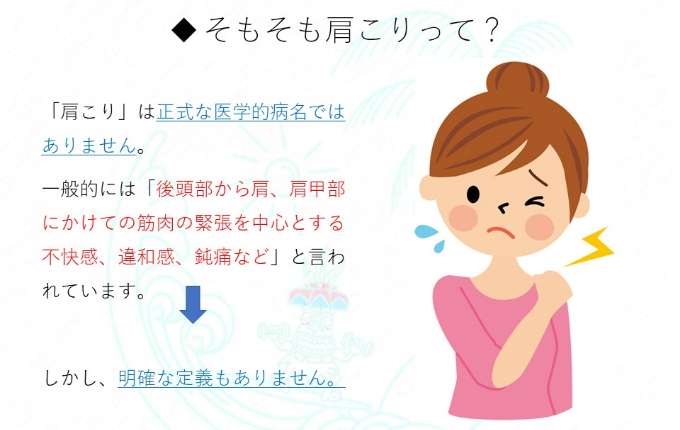 ◆そもそも肩こりって？
「肩こり」は正式な医学的病名では
ありません。
一般的には「後頭部から肩、肩甲部
にかけての筋肉の緊張を中心とする
不快感、違和感、鈍痛など」と言わ
れています。
しかし、明確な定義もありません。